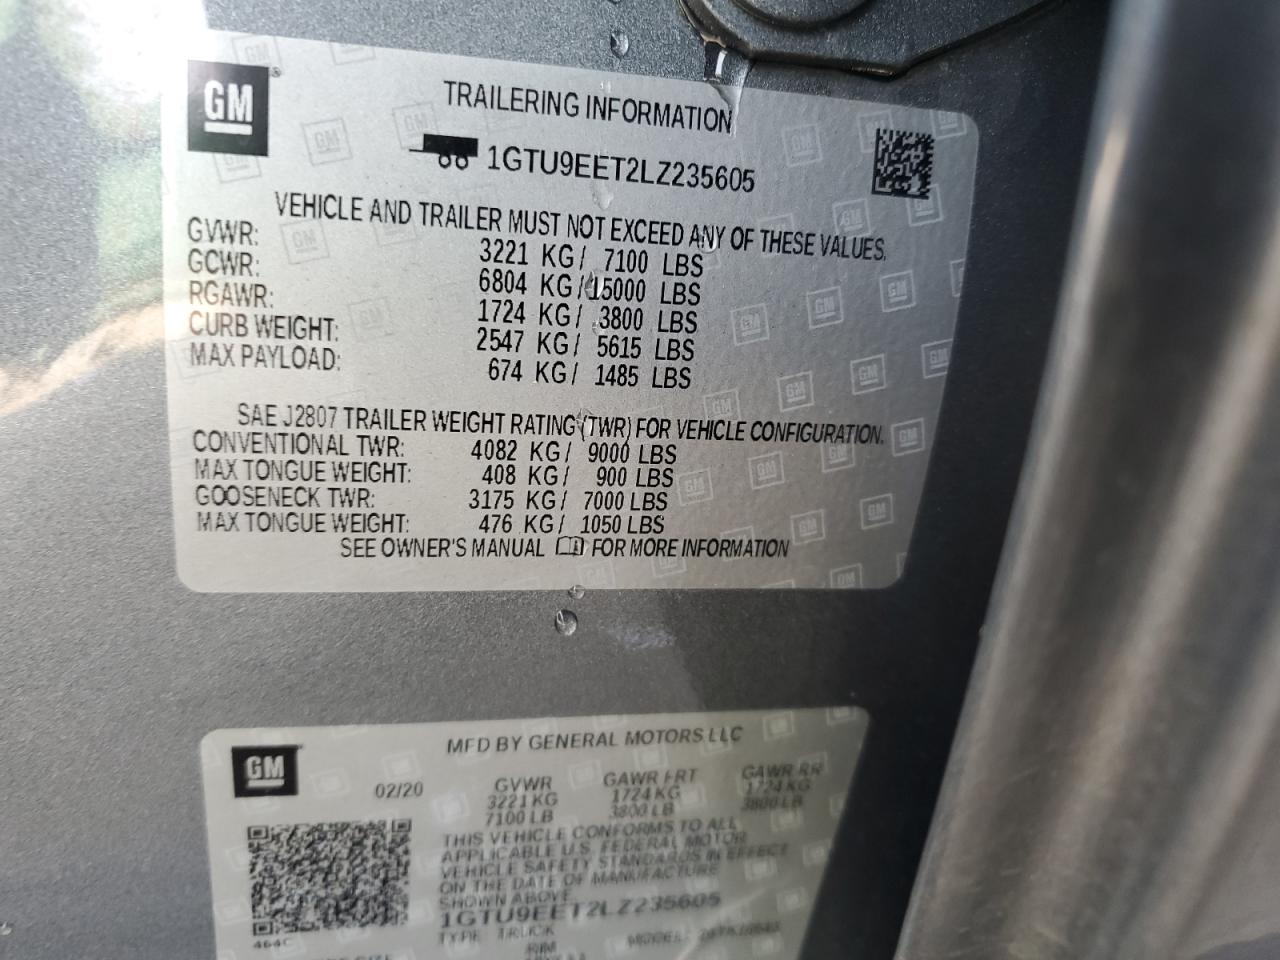 GM
TRAILERING INFORMATION
1GTU9EET2LZ235605
VEHICLE AND TRAILER MUST NOT EXCEED ANY OF THESE VALUES.
GVWR: 3221 KG/ 7100 LBS
GCWR: 6804 KG/15000 LBS
RGAWR: 1724 KG/ 3800 LBS
CURB WEIGHT: 2547 KG/ 5615 LBS
MAX PAYLOAD: 674 KG/ 1485 LBS
SAE J2807 TRAILER WEIGHT RATING (TWR) FOR VEHICLE CONFIGURATION.
CONVENTIONAL TWR: 4082 KG/ 9000 LBS
MAX TONGUE WEIGHT: 408 KG/ 900 LBS
GOOSENECK TWR: 3175 KG/ 7000 LBS
MAX TONGUE WEIGHT: 476 KG/ 1050 LBS
SEE OWNER'S MANUAL FOR MORE INFORMATION
GM
MFD BY GENERAL MOTORS LLC
02/20 GVWR GAWR FRT GAWR RR
3221 KG 1724 KG 1724 KG
7100 LB 3800 LB 3800 LB
THIS VEHICLE CONFORMS TO ALL
APPLICABLE U.S. FEDERAL MOTOR
VEHICLE SAFETY STANDARDS IN EFFECT
ON THE DATE OF MANUFACTURE
SHOWN ABOVE.
1GTU9EET2LZ235605
464C TYPE: TRUCK
RIM